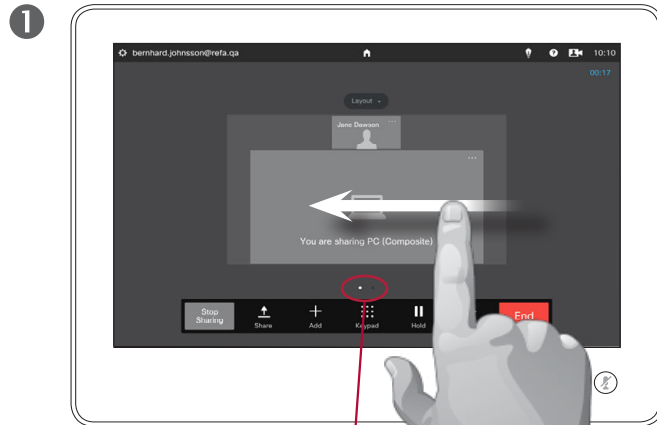 1
bernhard.johnsson@refa.qa
10:10
00:17
Layout
Jane Dawson
You are sharing PC (Composite)
Stop
Sharing
Share
Add
Keypad
Hold
End